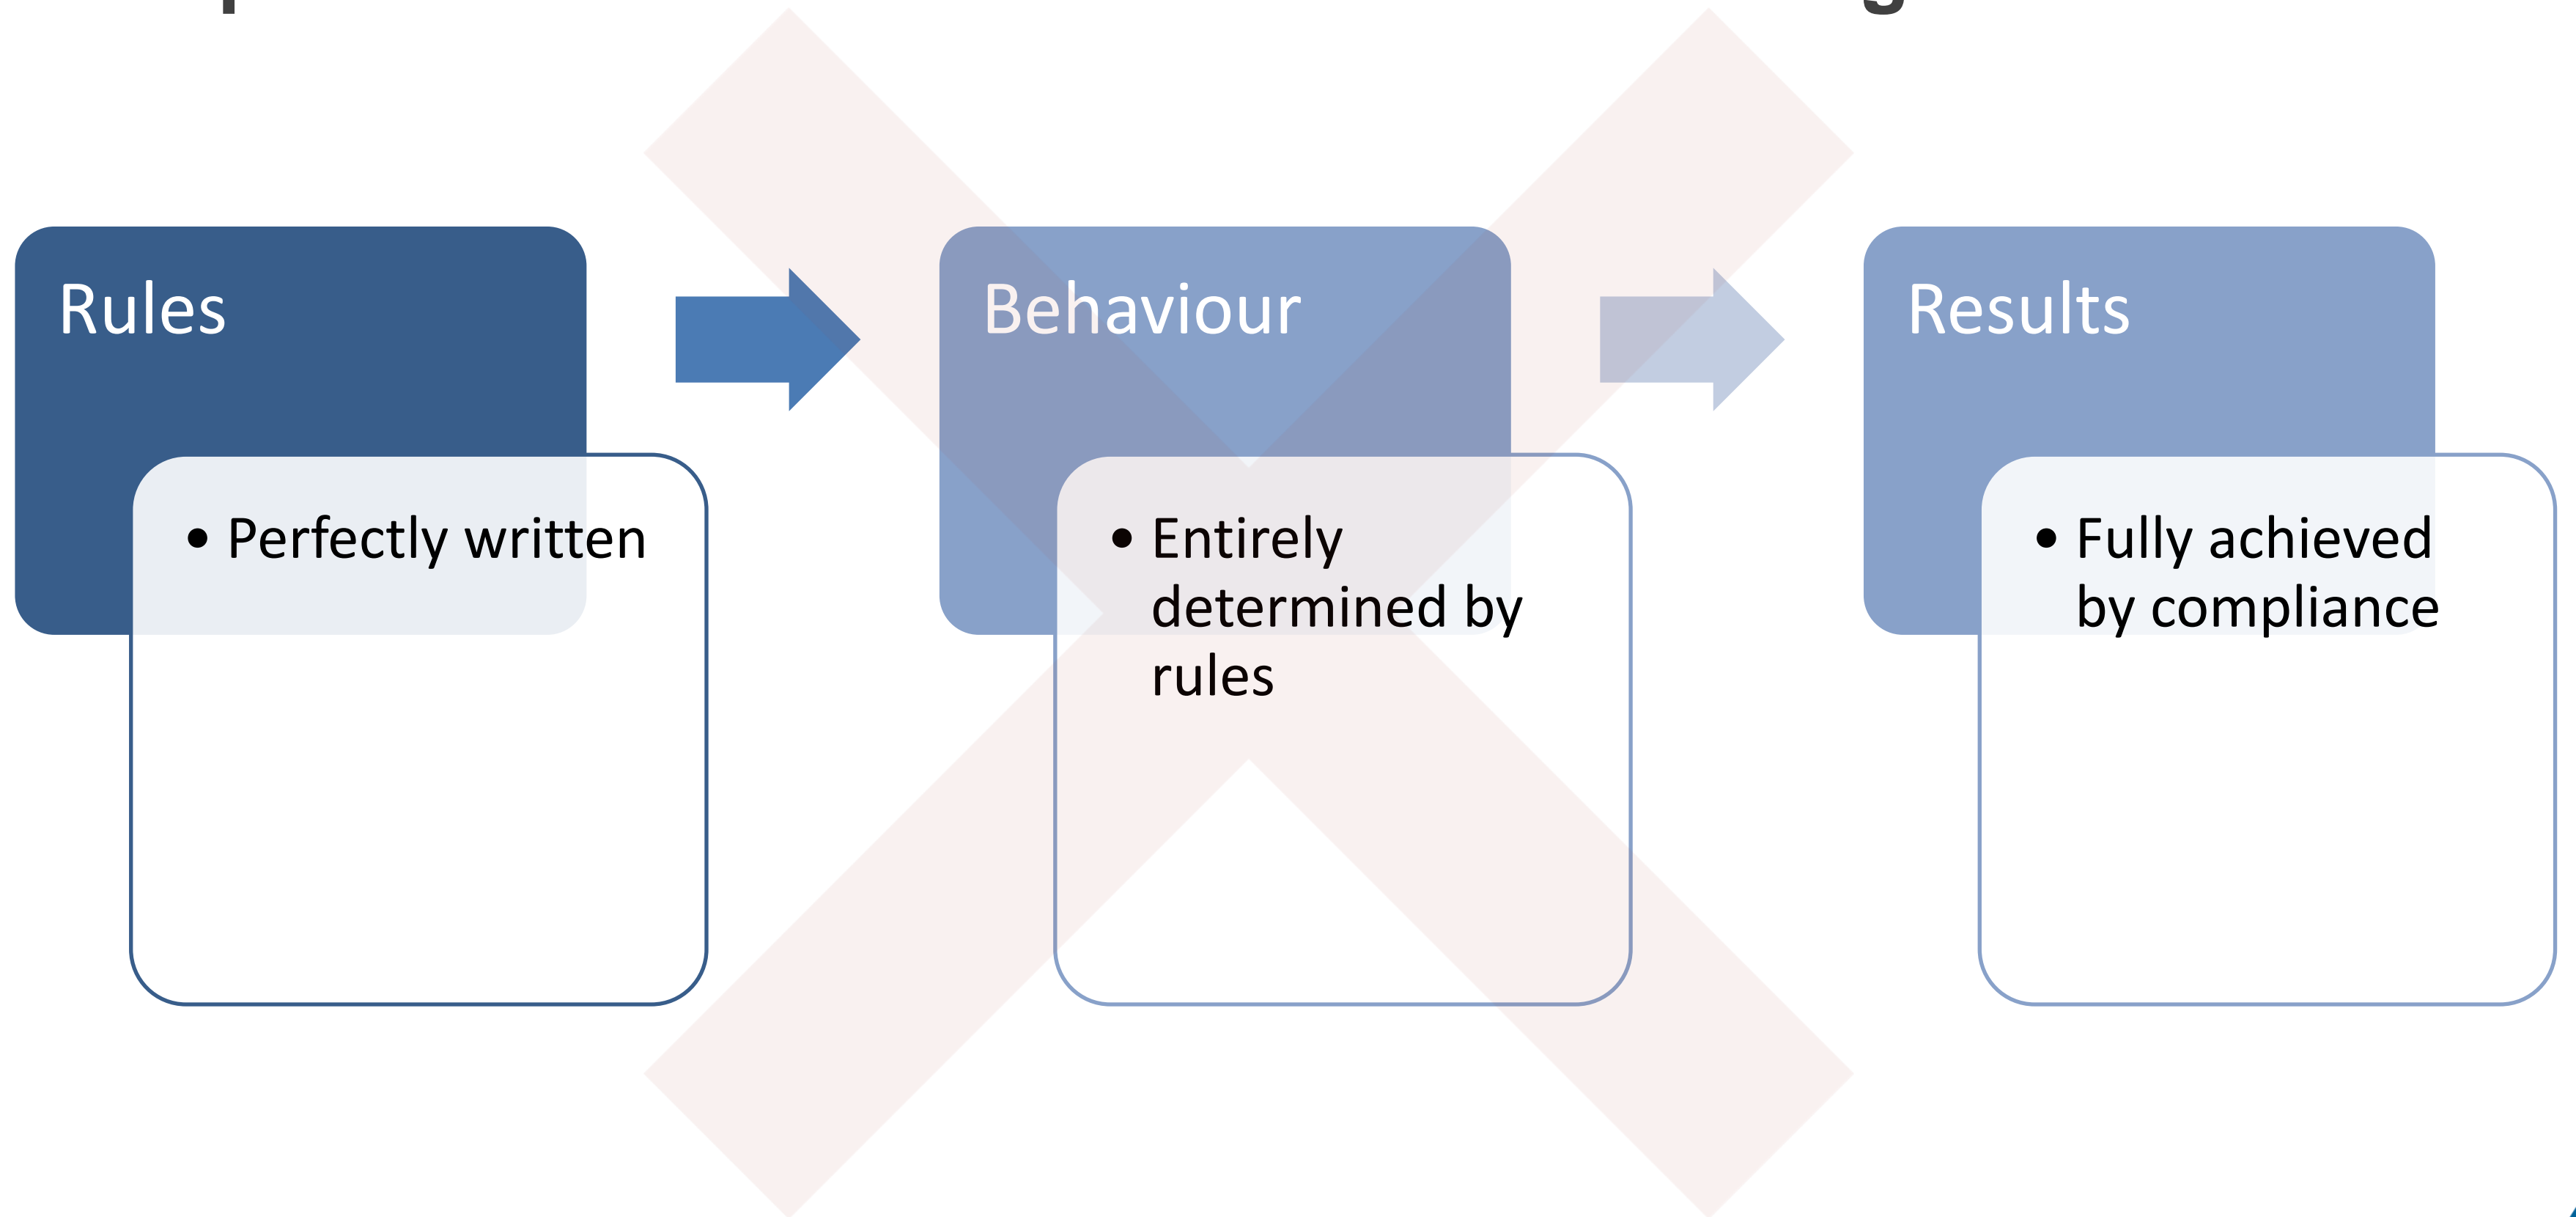 Rules
• Perfectly written
Behaviour
• Entirely
determined by
rules
Results
• Fully achieved
by compliance